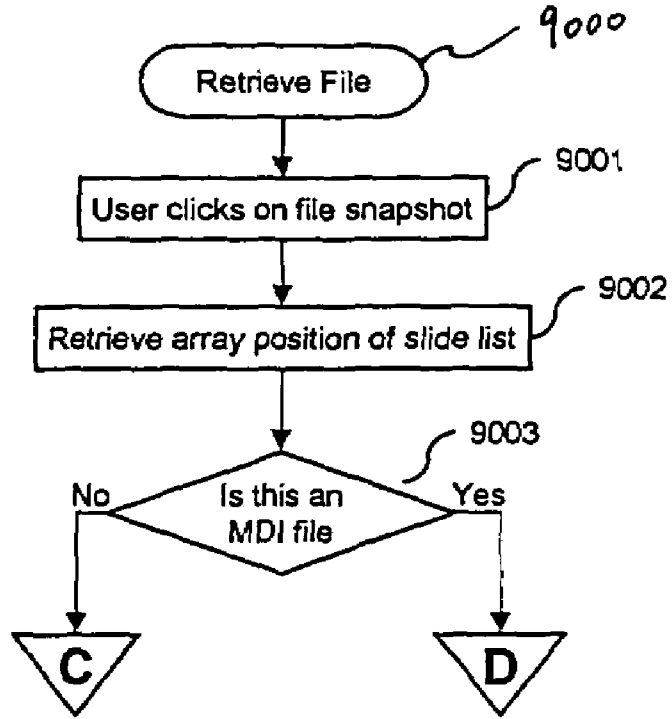 9000
Retrieve File
9001
User clicks on file snapshot
9002
Retrieve array position of slide list
9003
No
Is this an
MDI file
Yes
C
D